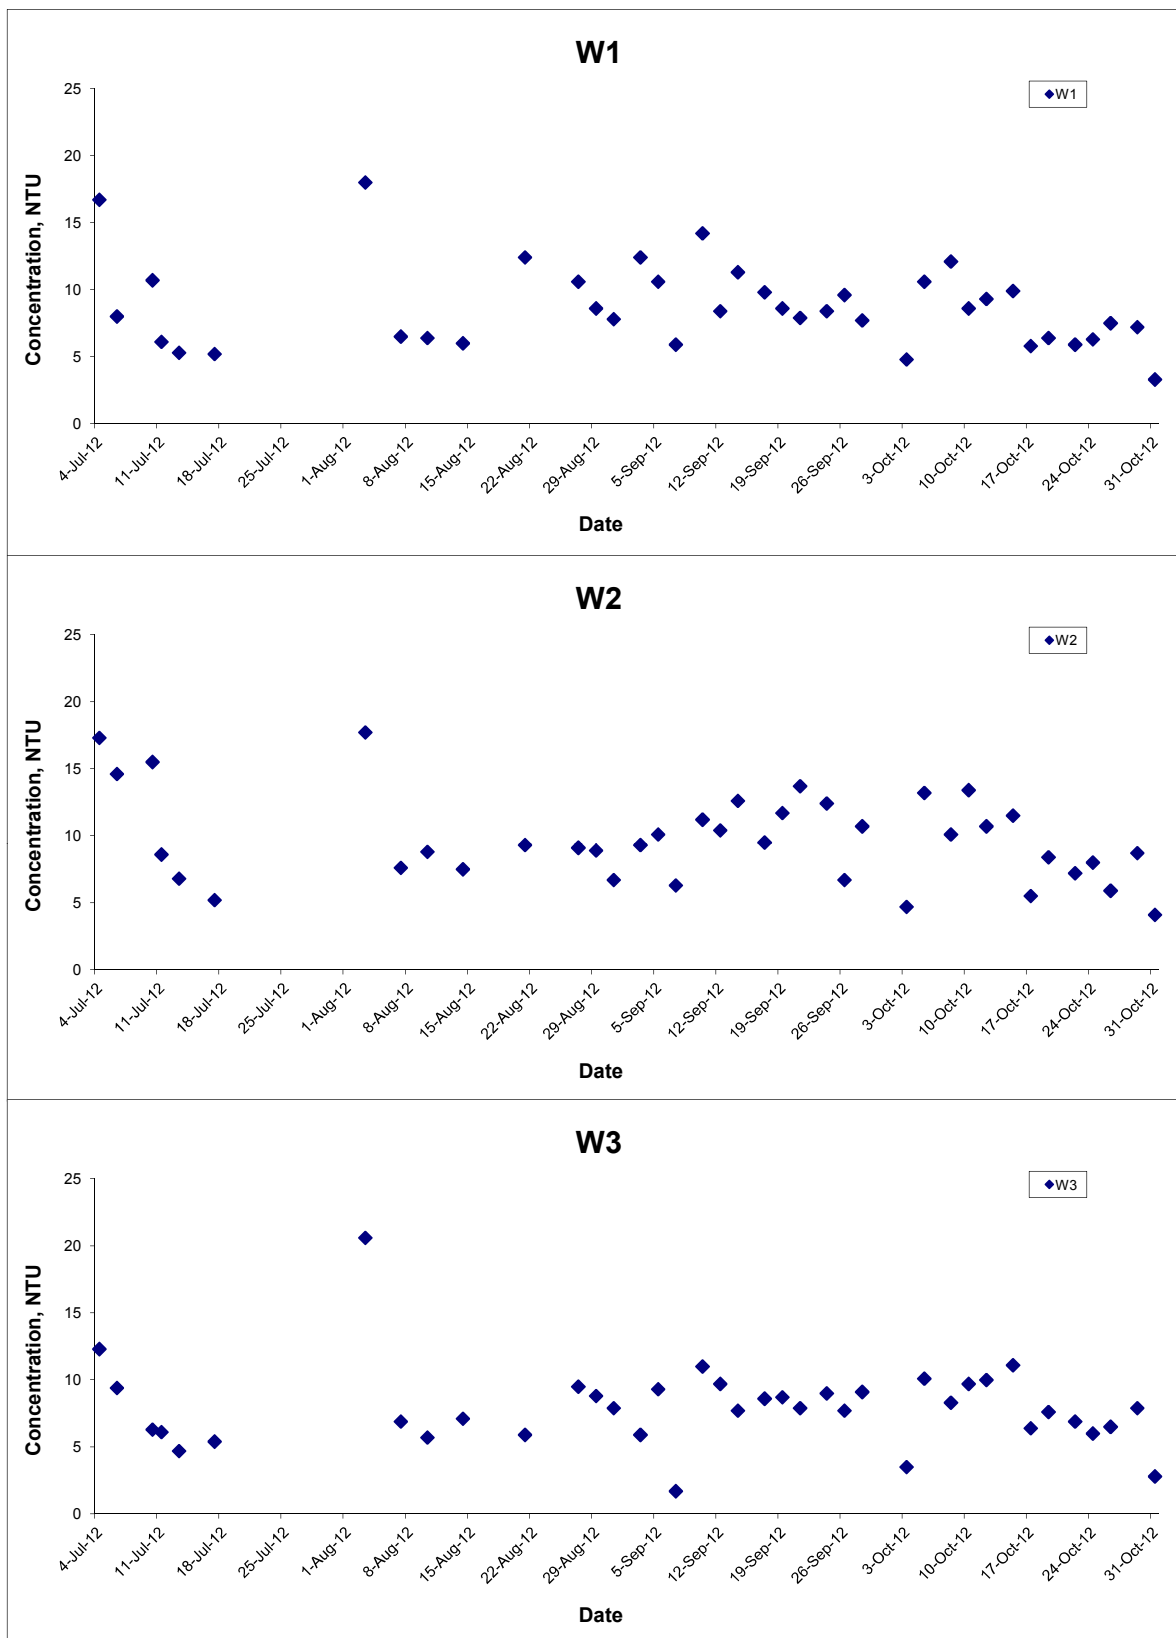 W1
W1
Concentration, NTU
25
20
15
10
5
0
4-Jul-12
11-Jul-12
18-Jul-12
25-Jul-12
1-Aug-12
8-Aug-12
15-Aug-12
22-Aug-12
29-Aug-12
5-Sep-12
12-Sep-12
19-Sep-12
26-Sep-12
3-Oct-12
10-Oct-12
17-Oct-12
24-Oct-12
31-Oct-12
Date
W2
W2
Concentration, NTU
25
20
15
10
5
0
4-Jul-12
11-Jul-12
18-Jul-12
25-Jul-12
1-Aug-12
8-Aug-12
15-Aug-12
22-Aug-12
29-Aug-12
5-Sep-12
12-Sep-12
19-Sep-12
26-Sep-12
3-Oct-12
10-Oct-12
17-Oct-12
24-Oct-12
31-Oct-12
Date
W3
W3
Concentration, NTU
25
20
15
10
5
0
4-Jul-12
11-Jul-12
18-Jul-12
25-Jul-12
1-Aug-12
8-Aug-12
15-Aug-12
22-Aug-12
29-Aug-12
5-Sep-12
12-Sep-12
19-Sep-12
26-Sep-12
3-Oct-12
10-Oct-12
17-Oct-12
24-Oct-12
31-Oct-12
Date